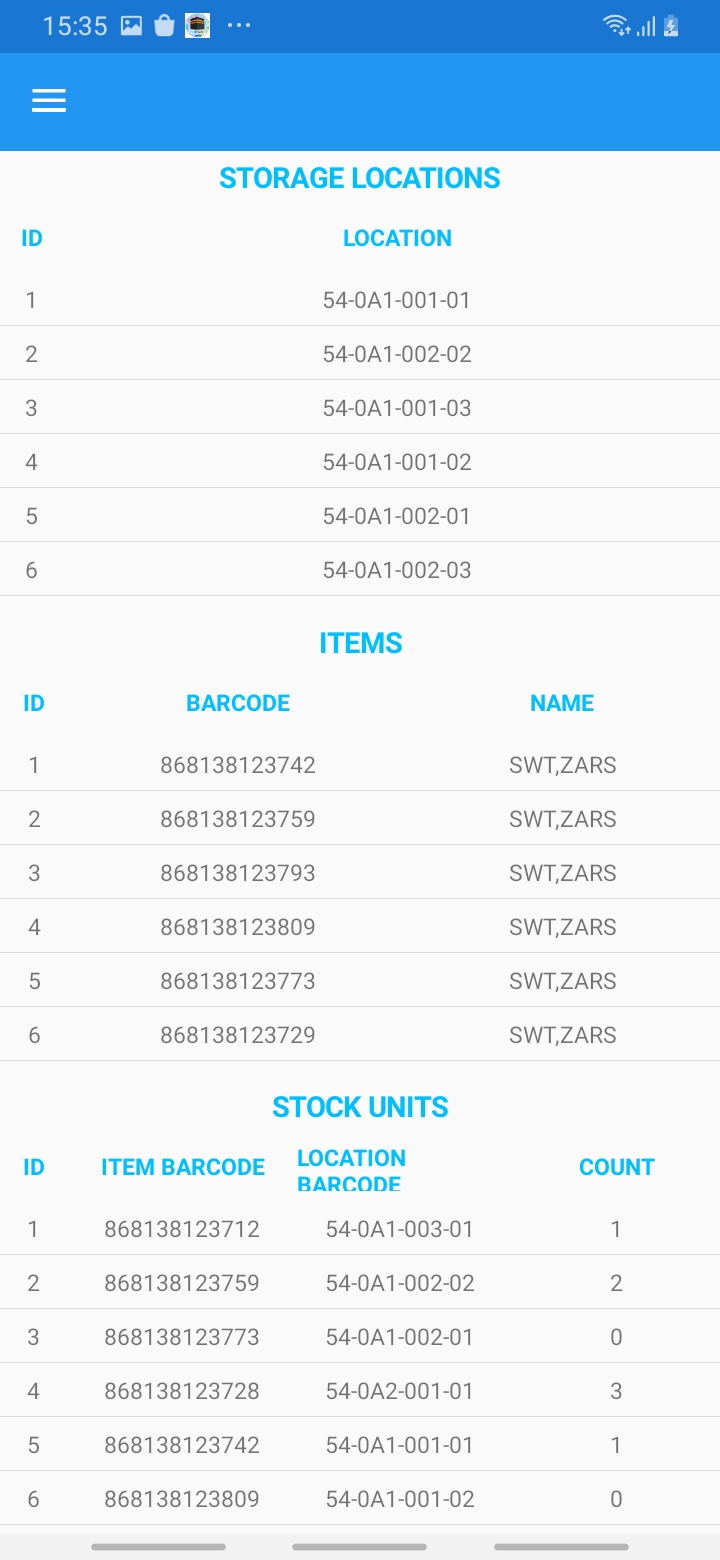 15:35
STORAGE LOCATIONS
ID LOCATION
1 54-0A1-001-01
2 54-0A1-002-02
3 54-0A1-001-03
4 54-0A1-001-02
5 54-0A1-002-01
6 54-0A1-002-03
ITEMS
ID BARCODE NAME
1 868138123742 SWT,ZARS
2 868138123759 SWT,ZARS
3 868138123793 SWT,ZARS
4 868138123809 SWT,ZARS
5 868138123773 SWT,ZARS
6 868138123729 SWT,ZARS
STOCK UNITS
ID ITEM BARCODE LOCATION BARCODE COUNT
1 868138123712 54-0A1-003-01 1
2 868138123759 54-0A1-002-02 2
3 868138123773 54-0A1-002-01 0
4 868138123728 54-0A2-001-01 3
5 868138123742 54-0A1-001-01 1
6 868138123809 54-0A1-001-02 0